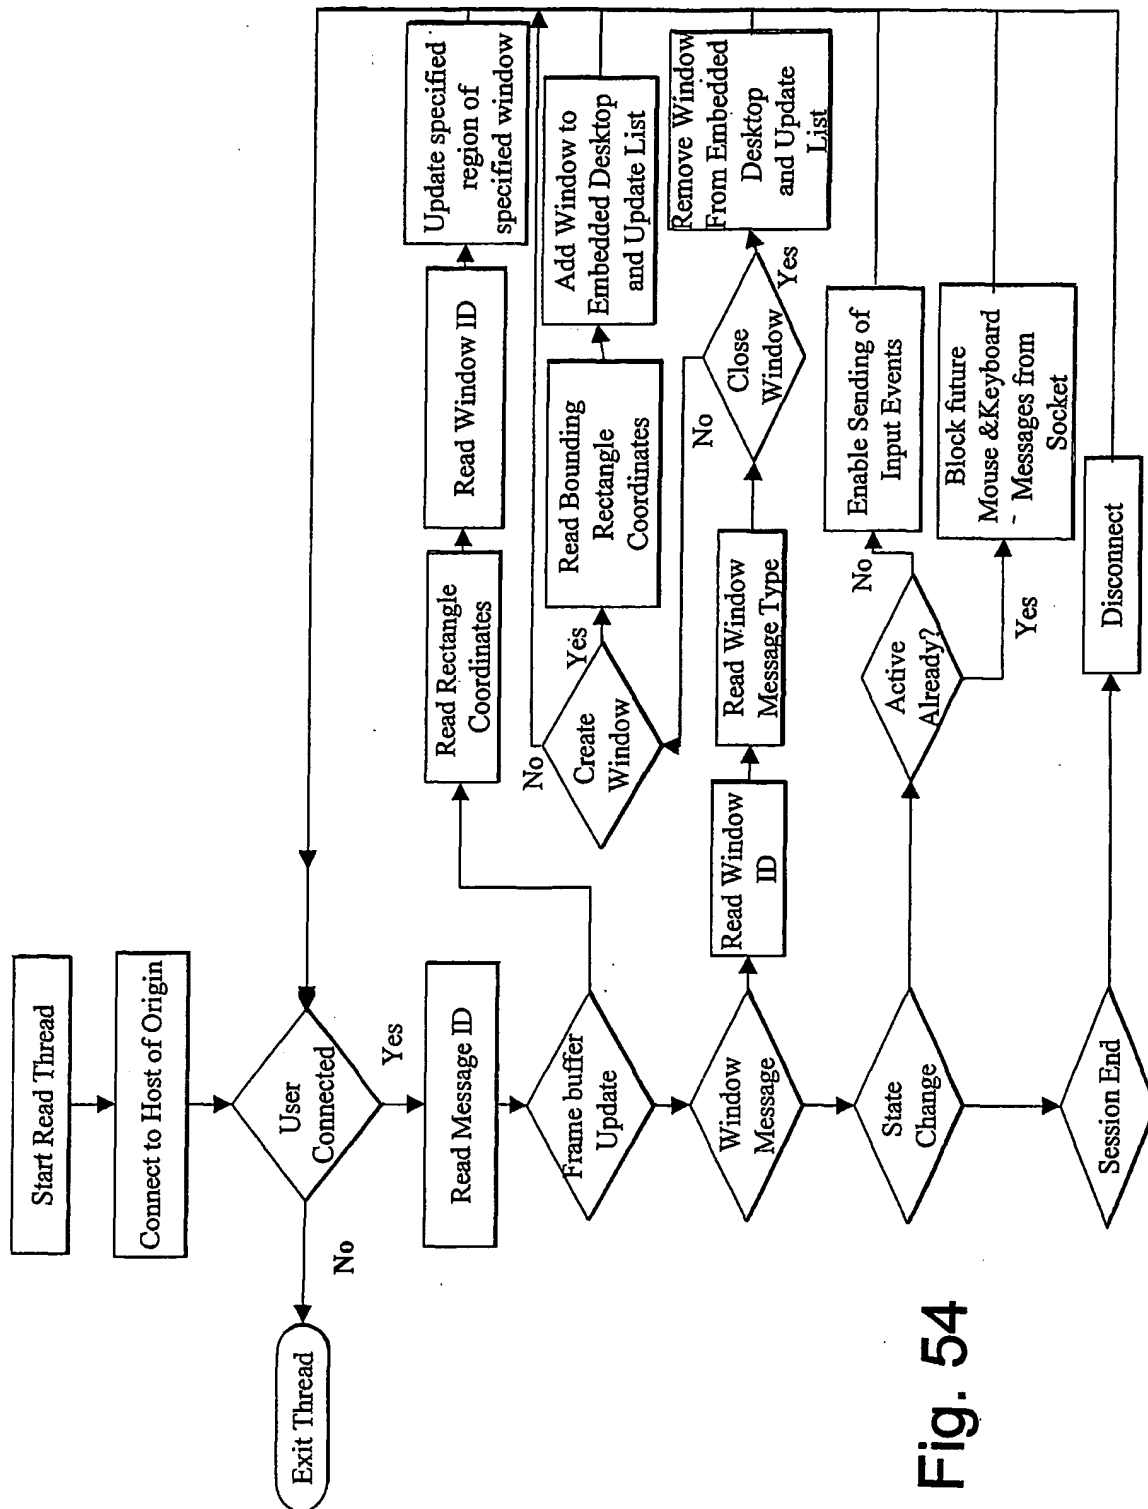 Start Read Thread
Connect to Host of Origin
User
Connected
No
Exit Thread
Yes
Read Message ID
Frame buffer
Update
Read Rectangle
Coordinates
Read Window ID
Update specified
region of
specified window
Window
Message
Read Window
ID
Read Window
Message Type
Close
Window
Yes
Remove Window
From Embedded
Desktop
and Update
List
No
Create
Window
No
Yes
Read Bounding
Rectangle
Coordinates
Add Window to
Embedded Desktop
and Update List
State
Change
Active
Already?
No
Enable Sending of
Input Events
Yes
Block future
Mouse &Keyboard
Messages from
Socket
Session End
Disconnect
Fig. 54